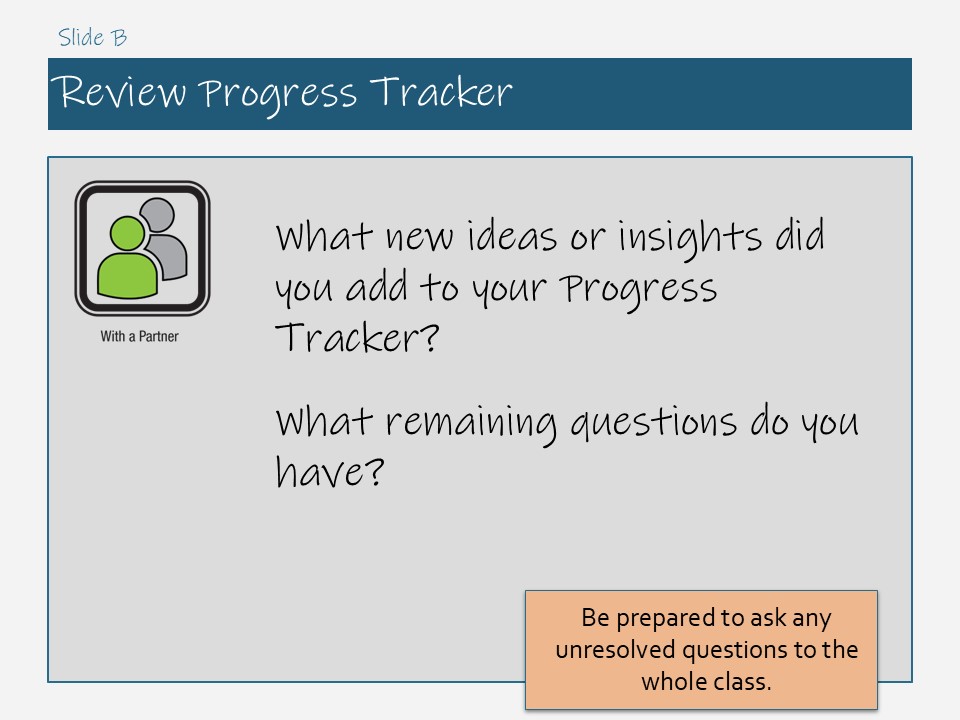 Slide B
Review Progress Tracker
With a Partner
What new ideas or insights did
you add to your Progress
Tracker?
What remaining questions do you
have?
Be prepared to ask any
unresolved questions to the
whole class.